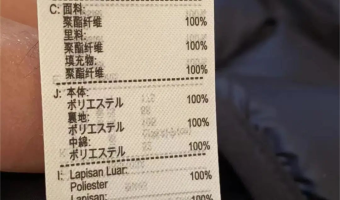 C: 面料:
聚酯纤维 100%
里料:
聚酯纤维 100%
填充物:
聚酯纤维 100%
J: 本体:
ポリエステル 100%
裏地:
ポリエステル 100%
中綿:
ポリエステル 100%
I: Lapisan Luar:
Poliester 100%
Lapisan: